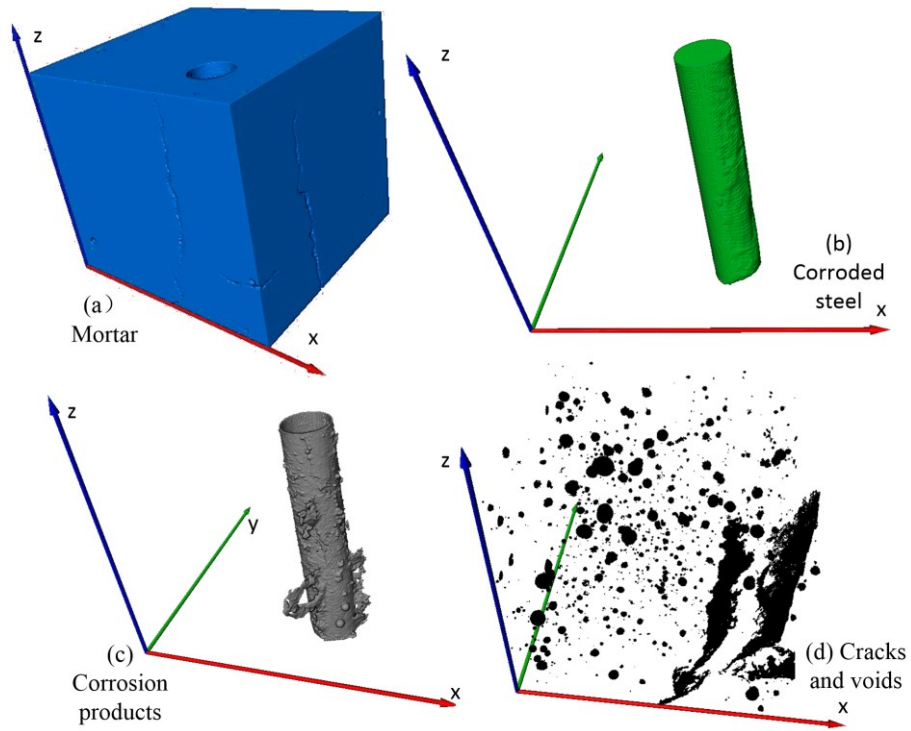 z
x
(a）
Mortar
z
x
(b)
Corroded
steel
z
y
x
(c)
Corrosion
products
z
x
(d) Cracks
and voids